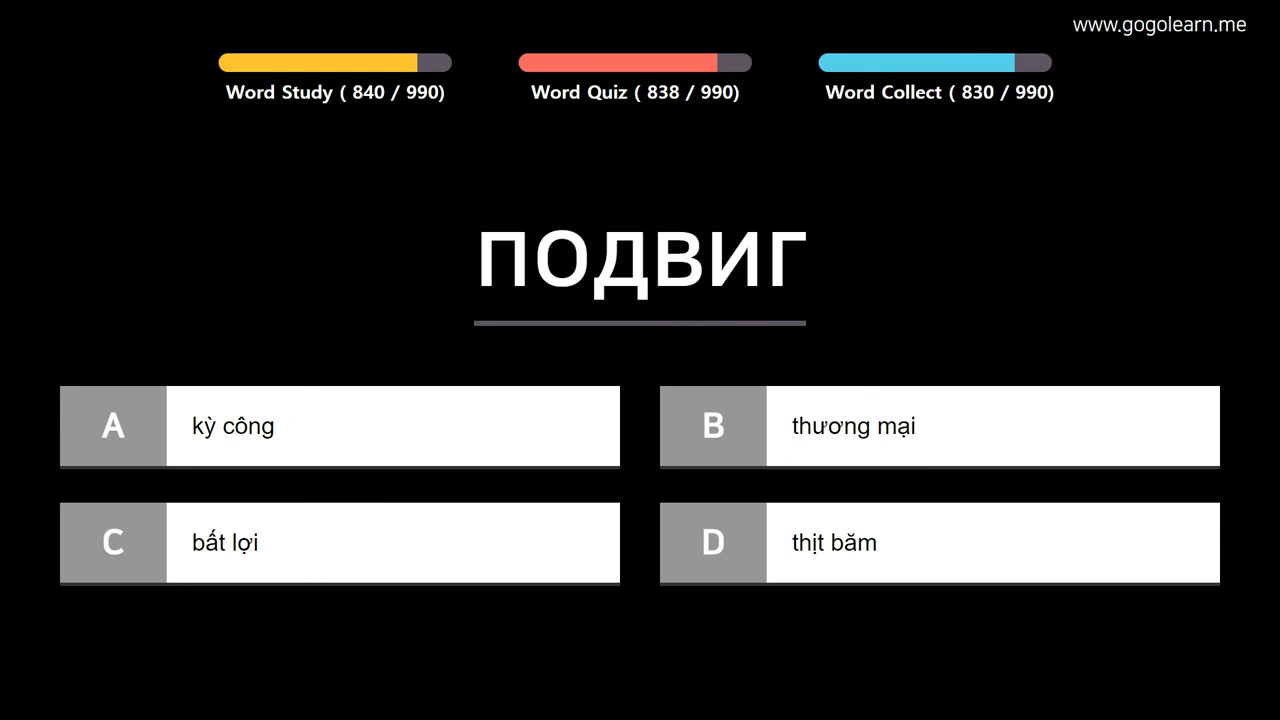 www.gogolearn.me
Word Study ( 840 / 990)
Word Quiz ( 838 / 990)
Word Collect ( 830 / 990)
подвиг
A kỳ công
B thương mại
C bất lợi
D thịt băm